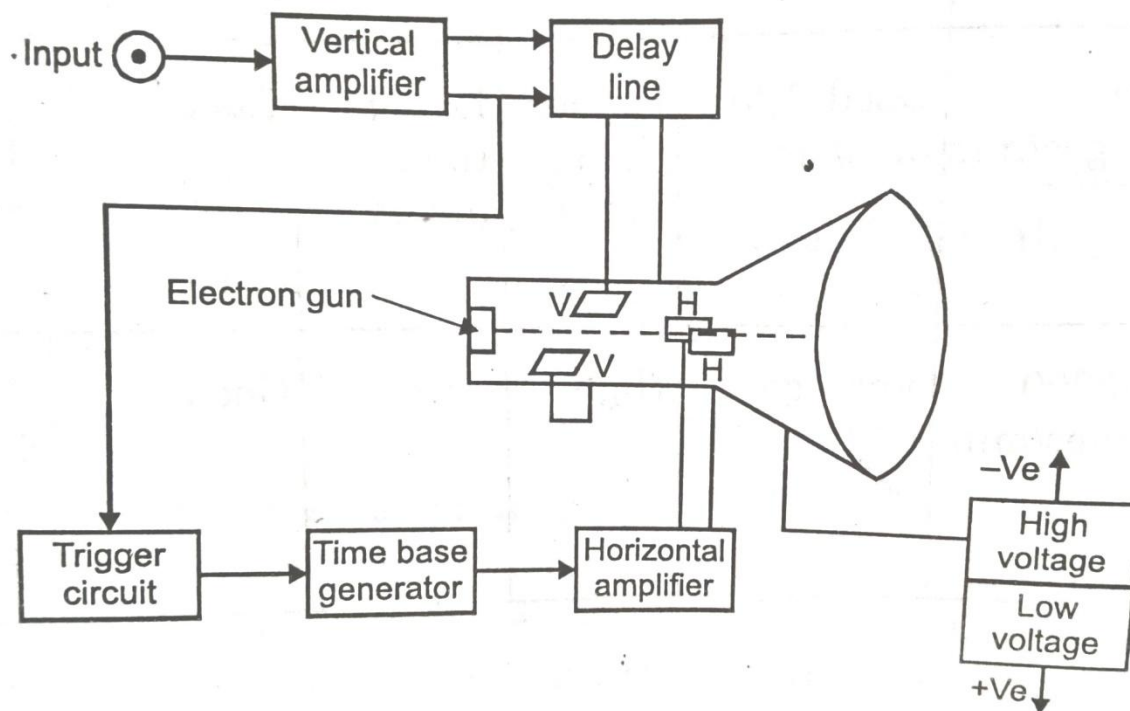 Input
Vertical
amplifier
Delay
line
Electron gun
V
H
V
H
–Ve
High
voltage
Low
voltage
+Ve
Trigger
circuit
Time base
generator
Horizontal
amplifier